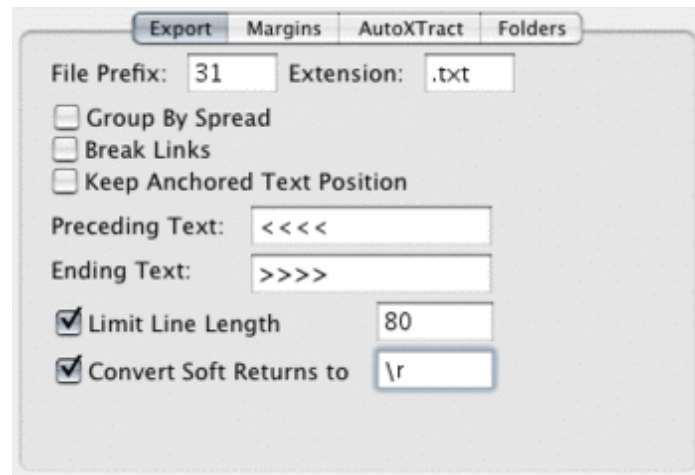 Export Margins AutoXTract Folders
File Prefix: 31 Extension: .txt
Group By Spread
Break Links
Keep Anchored Text Position
Preceding Text: <<<<
Ending Text: >>>>
Limit Line Length 80
Convert Soft Returns to \r